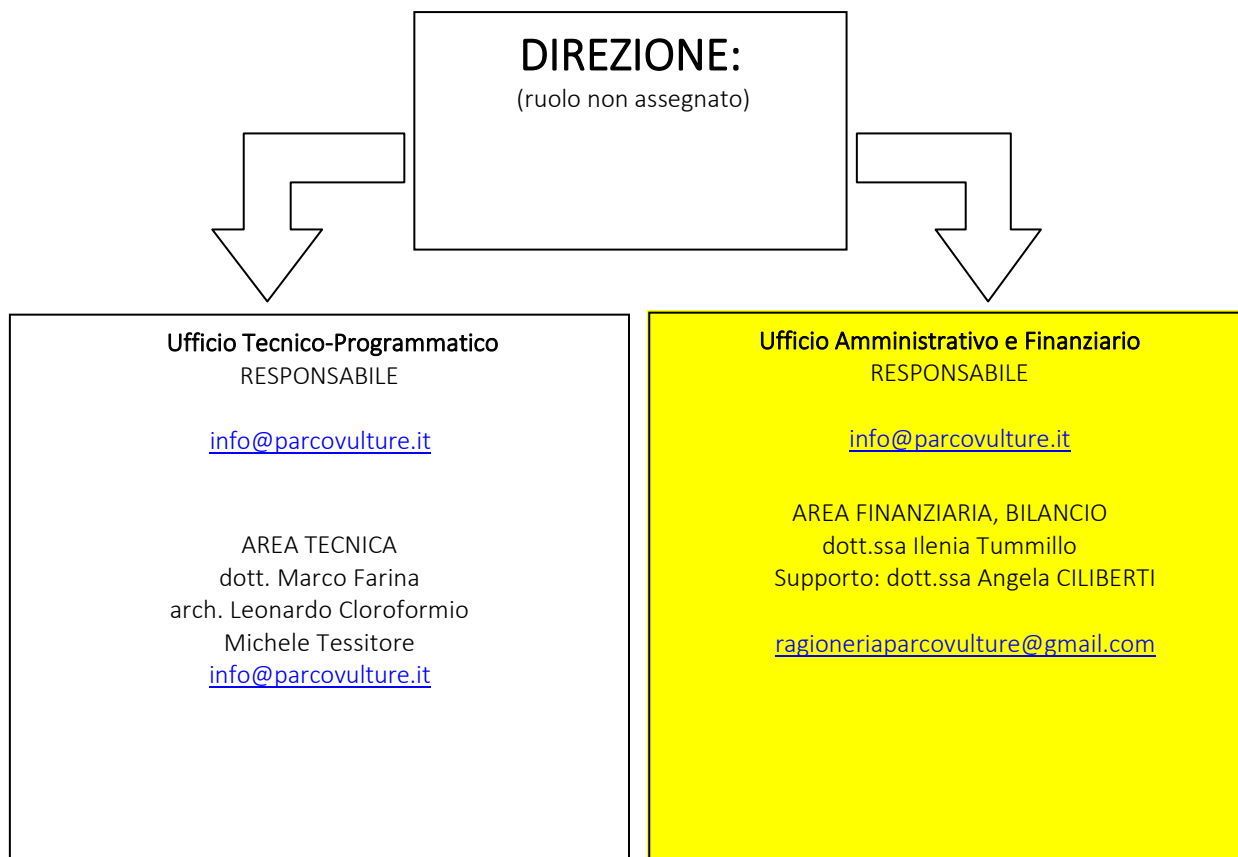 DIREZIONE:
(ruolo non assegnato)
Ufficio Tecnico-Programmatico
RESPONSABILE
info@parcovulture.it
AREA TECNICA
dott. Marco Farina
arch. Leonardo Cloroformio
Michele Tessitore
info@parcovulture.it
Ufficio Amministrativo e Finanziario
RESPONSABILE
info@parcovulture.it
AREA FINANZIARIA, BILANCIO
dott.ssa Ilenia Tummillo
Supporto: dott.ssa Angela CILIBERTI
ragioneriaparcovulture@gmail.com